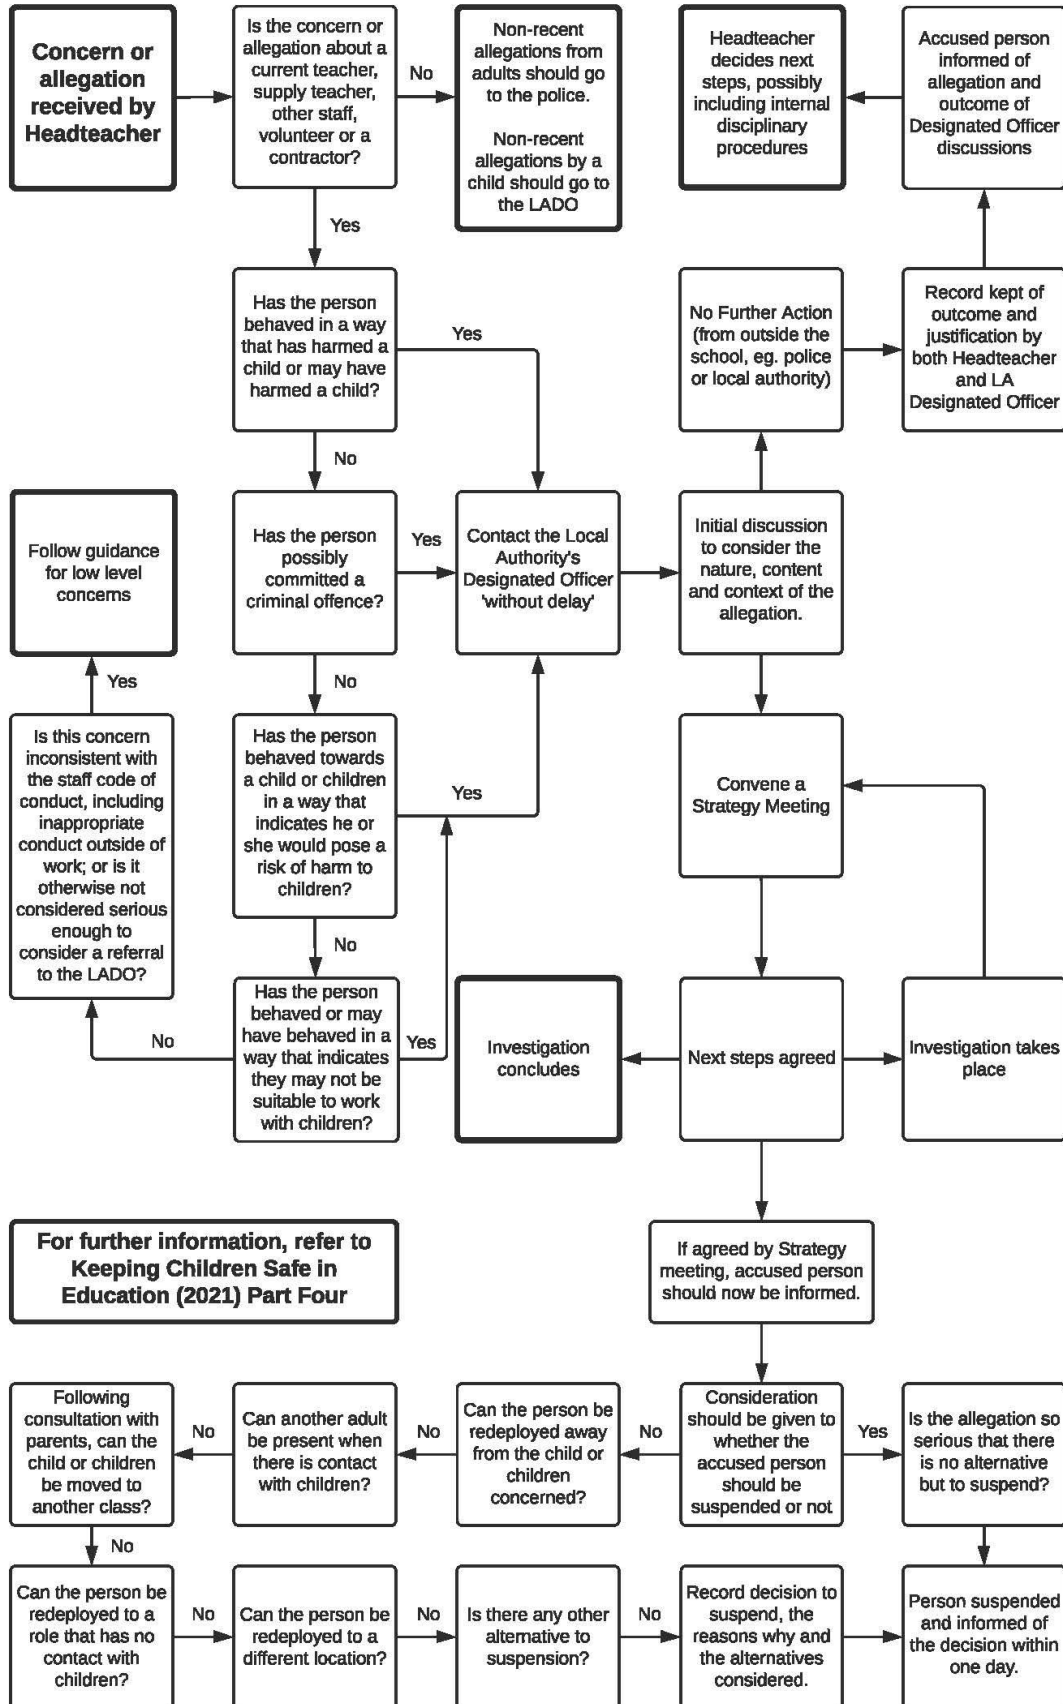 Concern or
allegation
received by
Headteacher
Is the concern or
allegation about a
current teacher,
supply teacher,
other staff,
volunteer or a
contractor?
No
Non-recent
allegations from
adults should go
to the police.
Non-recent
allegations by a
child should go to
the LADO
Headteacher
decides next
steps, possibly
including internal
disciplinary
procedures
Accused person
informed of
allegation and
outcome of
Designated Officer
discussions
Yes
Has the person
behaved in a way
that has harmed a
child or may have
harmed a child?
Yes
No Further Action
(from outside the
school, eg. police
or local authority)
Record kept of
outcome and
justification by
both Headteacher
and LA
Designated Officer
No
Follow guidance
for low level
concerns
Has the person
possibly
committed a
criminal offence?
Yes
Contact the Local
Authority's
Designated Officer
'without delay'
Initial discussion
to consider the
nature, content
and context of the
allegation.
Yes
No
Is this concern
inconsistent with
the staff code of
conduct, including
inappropriate
conduct outside of
work; or is it
otherwise not
considered serious
enough to
consider a referral
to the LADO?
Has the person
behaved towards
a child or children
in a way that
indicates he or
she would pose a
risk of harm to
children?
Yes
Convene a
Strategy Meeting
No
No
Has the person
behaved or may
have behaved in a
way that indicates
they may not be
suitable to work
with children?
Yes
Investigation
concludes
Next steps agreed
Investigation takes
place
For further information, refer to
Keeping Children Safe in
Education (2021) Part Four
If agreed by Strategy
meeting, accused person
should now be informed.
Following
consultation with
parents, can the
child or children
be moved to
another class?
No
Can another adult
be present when
there is contact
with children?
No
Can the person be
redeployed away
from the child or
children
concerned?
No
Consideration
should be given to
whether the
accused person
should be
suspended or not
Yes
Is the allegation so
serious that there
is no alternative
but to suspend?
No
Can the person be
redeployed to a
role that has no
contact with
children?
No
Can the person be
redeployed to a
different location?
No
Is there any other
alternative to
suspension?
No
Record decision to
suspend, the
reasons why and
the alternatives
considered.
Person suspended
and informed of
the decision within
one day.